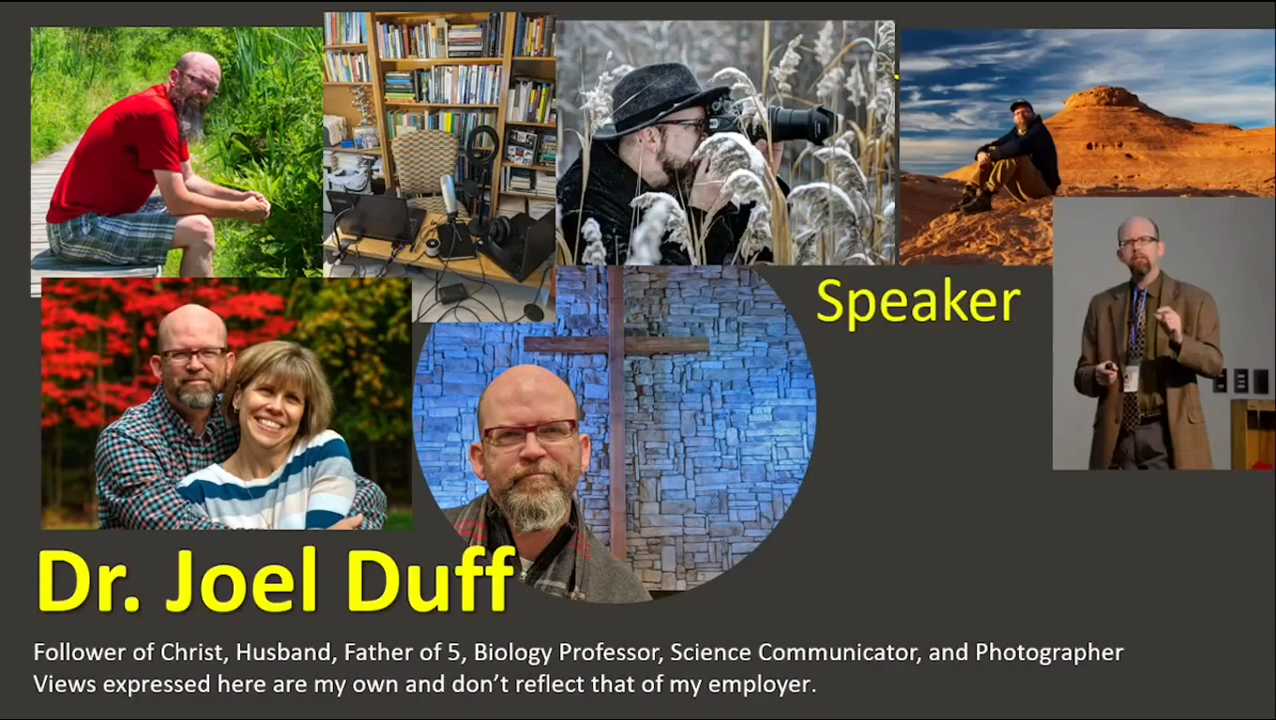 Speaker
Dr. Joel Duff
Follower of Christ, Husband, Father of 5, Biology Professor, Science Communicator, and Photographer
Views expressed here are my own and don't reflect that of my employer.